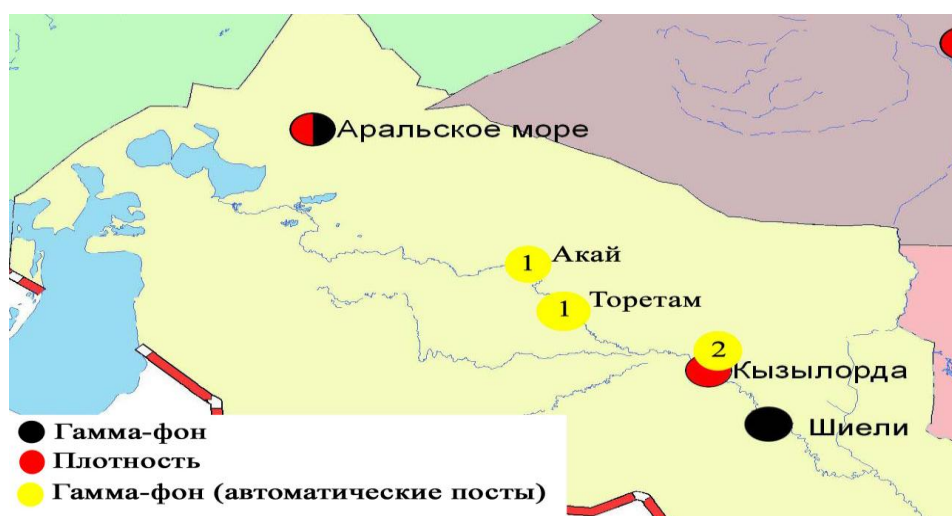 Аральское море
1 Акай
1 Торетам
2
Кызылорда
Шиели
Гамма-фон
Плотность
Гамма-фон (автоматические посты)